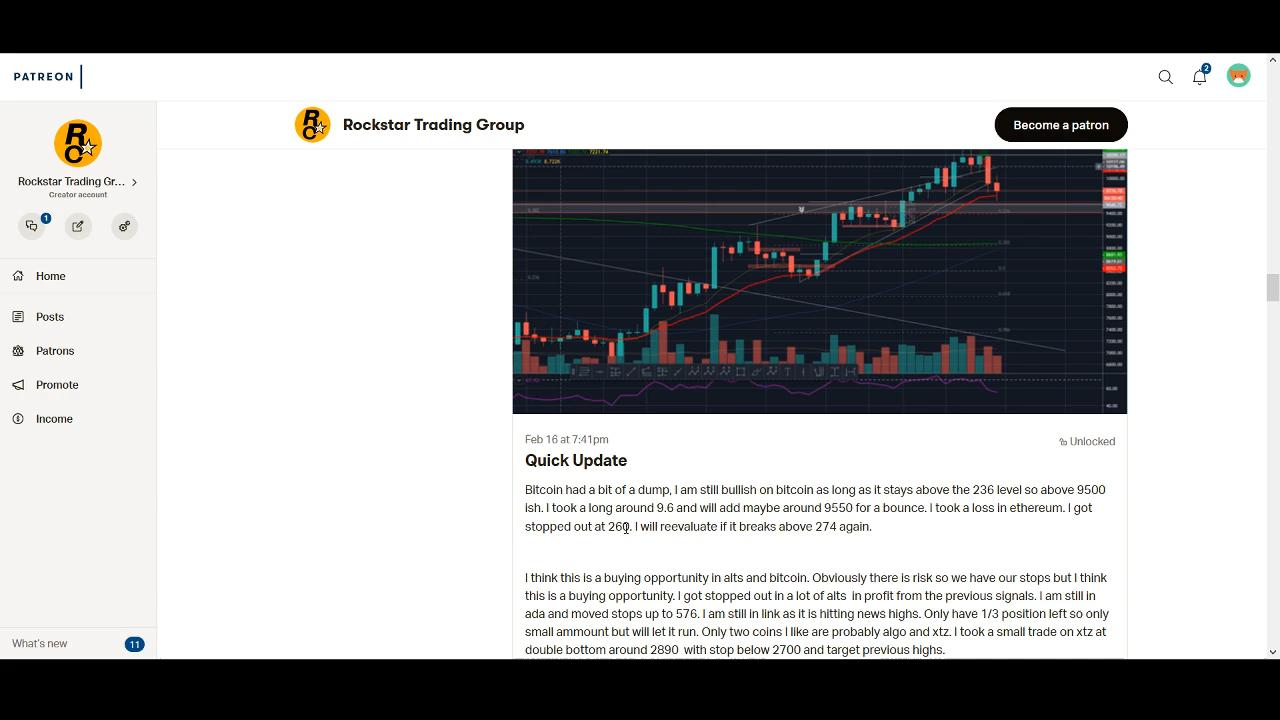 PATREON
2
Rockstar Trading Group
Become a patron
Rockstar Trading Gr...
Creator account
1
Home
Posts
Patrons
Promote
Income
What's new
11
Feb 16 at 7:41pm
Unlocked
Quick Update
Bitcoin had a bit of a dump, I am still bullish on bitcoin as long as it stays above the 236 level so above 9500
ish. I took a long around 9.6 and will add maybe around 9550 for a bounce. I took a loss in ethereum. I got
stopped out at 260. I will reevaluate if it breaks above 274 again.
I think this is a buying opportunity in alts and bitcoin. Obviously there is risk so we have our stops but I think
this is a buying opportunity. I got stopped out in a lot of alts in profit from the previous signals. I am still in
ada and moved stops up to 576. I am still in link as it is hitting news highs. Only have 1/3 position left so only
small ammount but will let it run. Only two coins I like are probably algo and xtz. I took a small trade on xtz at
double bottom around 2890 with stop below 2700 and target previous highs.